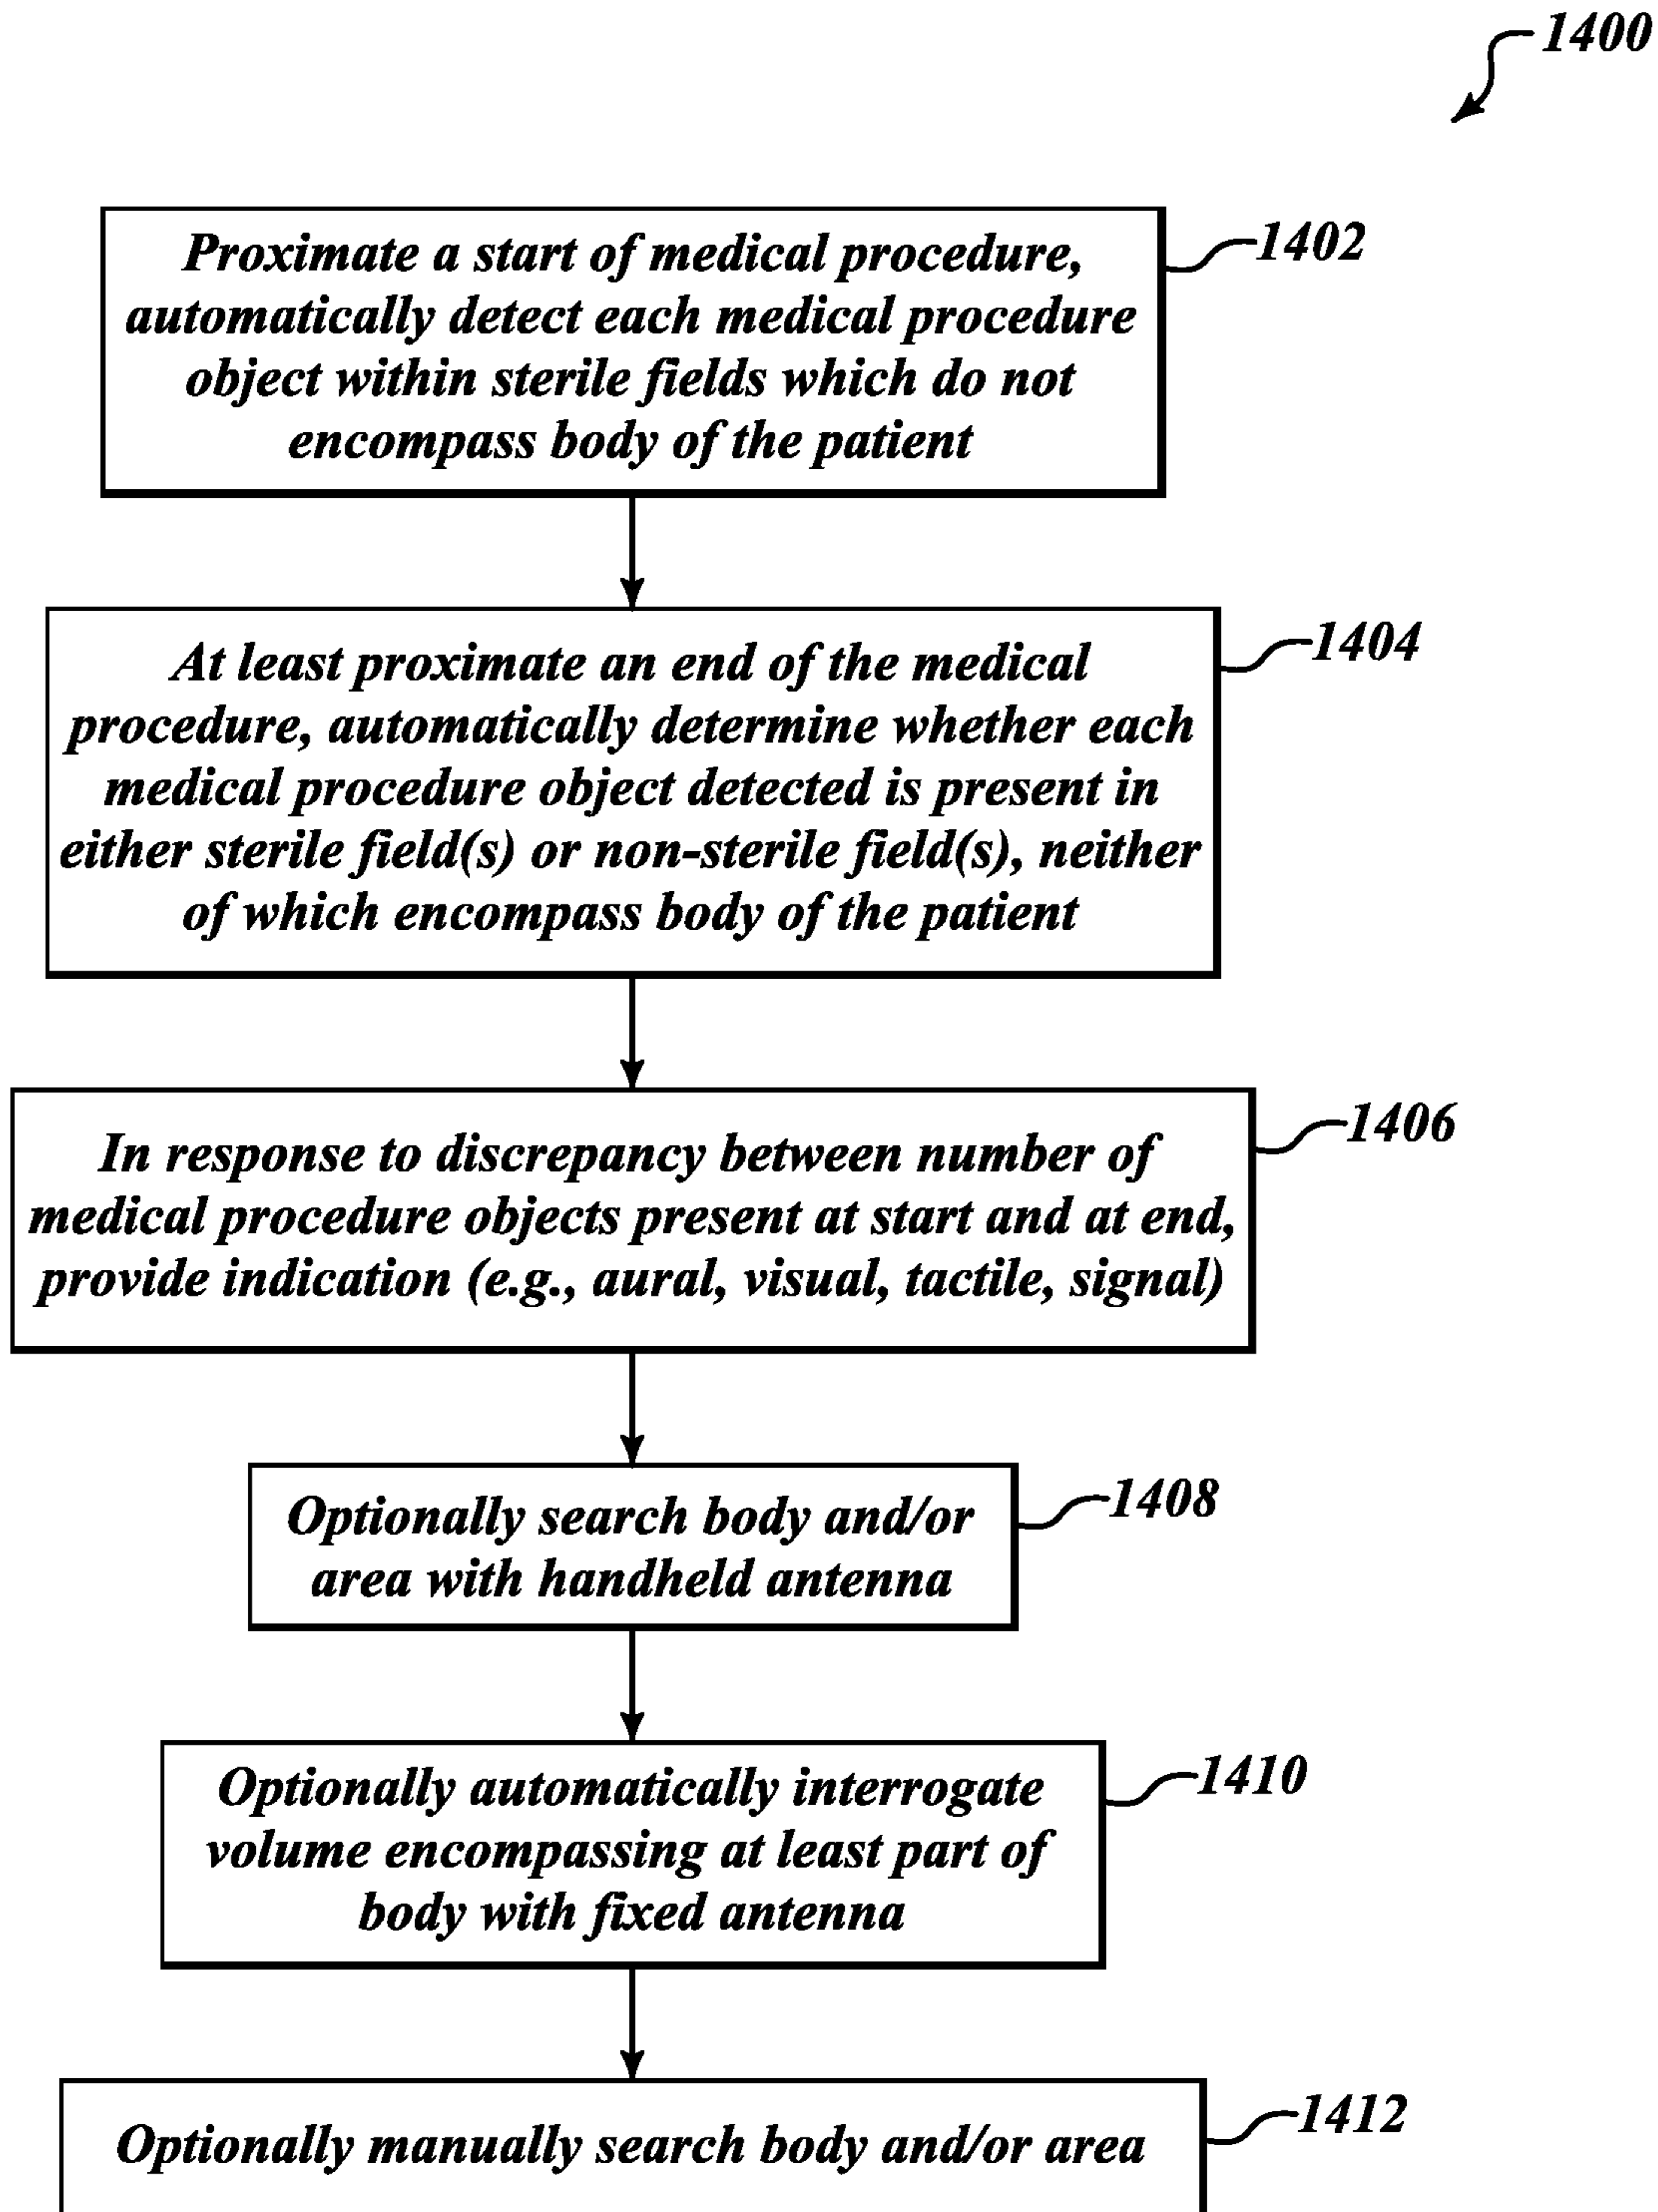 1400
Proximate a start of medical procedure,
automatically detect each medical procedure
object within sterile fields which do not
encompass body of the patient
1402
At least proximate an end of the medical
procedure, automatically determine whether each
medical procedure object detected is present in
either sterile field(s) or non-sterile field(s), neither
of which encompass body of the patient
1404
In response to discrepancy between number of
medical procedure objects present at start and at end,
provide indication (e.g., aural, visual, tactile, signal)
1406
Optionally search body and/or
area with handheld antenna
1408
Optionally automatically interrogate
volume encompassing at least part of
body with fixed antenna
1410
Optionally manually search body and/or area
1412